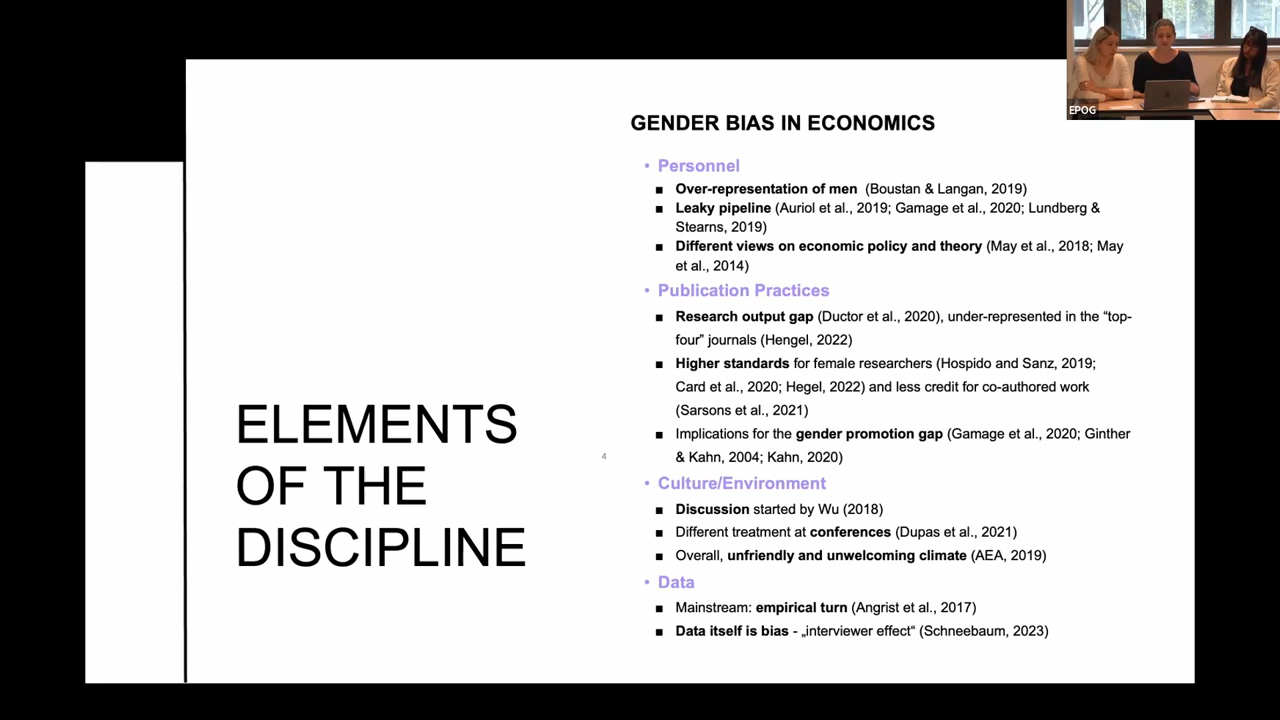 EPOG
GENDER BIAS IN ECONOMICS
• Personnel
■ Over-representation of men (Boustan & Langan, 2019)
■ Leaky pipeline (Auriol et al., 2019; Gamage et al., 2020; Lundberg &
Stearns, 2019)
■ Different views on economic policy and theory (May et al., 2018; May
et al., 2014)
• Publication Practices
■ Research output gap (Ductor et al., 2020), under-represented in the “top-
four” journals (Hengel, 2022)
■ Higher standards for female researchers (Hospido and Sanz, 2019;
Card et al., 2020; Hegel, 2022) and less credit for co-authored work
(Sarsons et al., 2021)
■ Implications for the gender promotion gap (Gamage et al., 2020; Ginther
& Kahn, 2004; Kahn, 2020)
• Culture/Environment
■ Discussion started by Wu (2018)
■ Different treatment at conferences (Dupas et al., 2021)
■ Overall, unfriendly and unwelcoming climate (AEA, 2019)
• Data
■ Mainstream: empirical turn (Angrist et al., 2017)
■ Data itself is bias - „interviewer effect“ (Schneebaum, 2023)
ELEMENTS
OF THE
DISCIPLINE
4